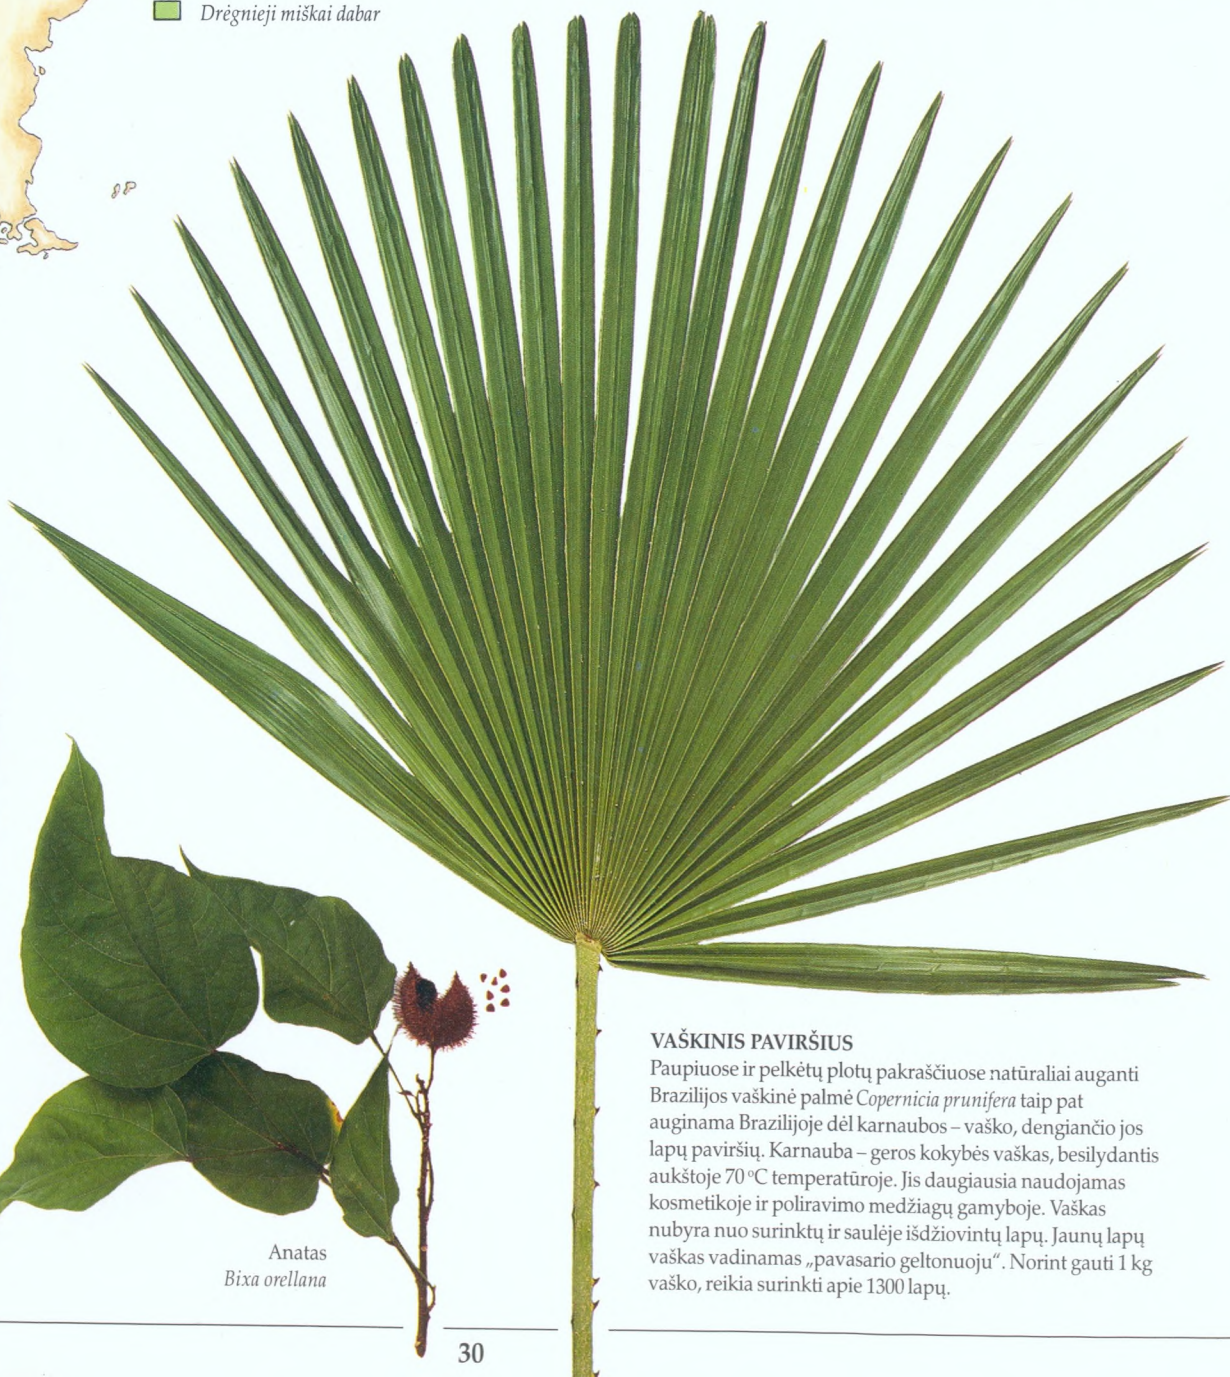 Drėgnieji miškai dabar
VAŠKINIS PAVIRŠIUS
Paupiuose ir pelkėtų plotų pakraščiuose natūraliai auganti
Brazilijos vaškinė palmė Copernicia prunifera taip pat
auginama Brazilijoje dėl karnaubos – vaško, dengiančio jos
lapų paviršių. Karnauba – geros kokybės vaškas, besilydantis
aukštoje 70 °C temperatūroje. Jis daugiausia naudojamas
kosmetikoje ir poliravimo medžiagų gamyboje. Vaškas
nubyra nuo surinktų ir saulėje išdžiovintų lapų. Jaunų lapų
vaškas vadinamas „pavasario geltonuoju“. Norint gauti 1 kg
vaško, reikia surinkti apie 1300 lapų.
Anatas
Bixa orellana
30